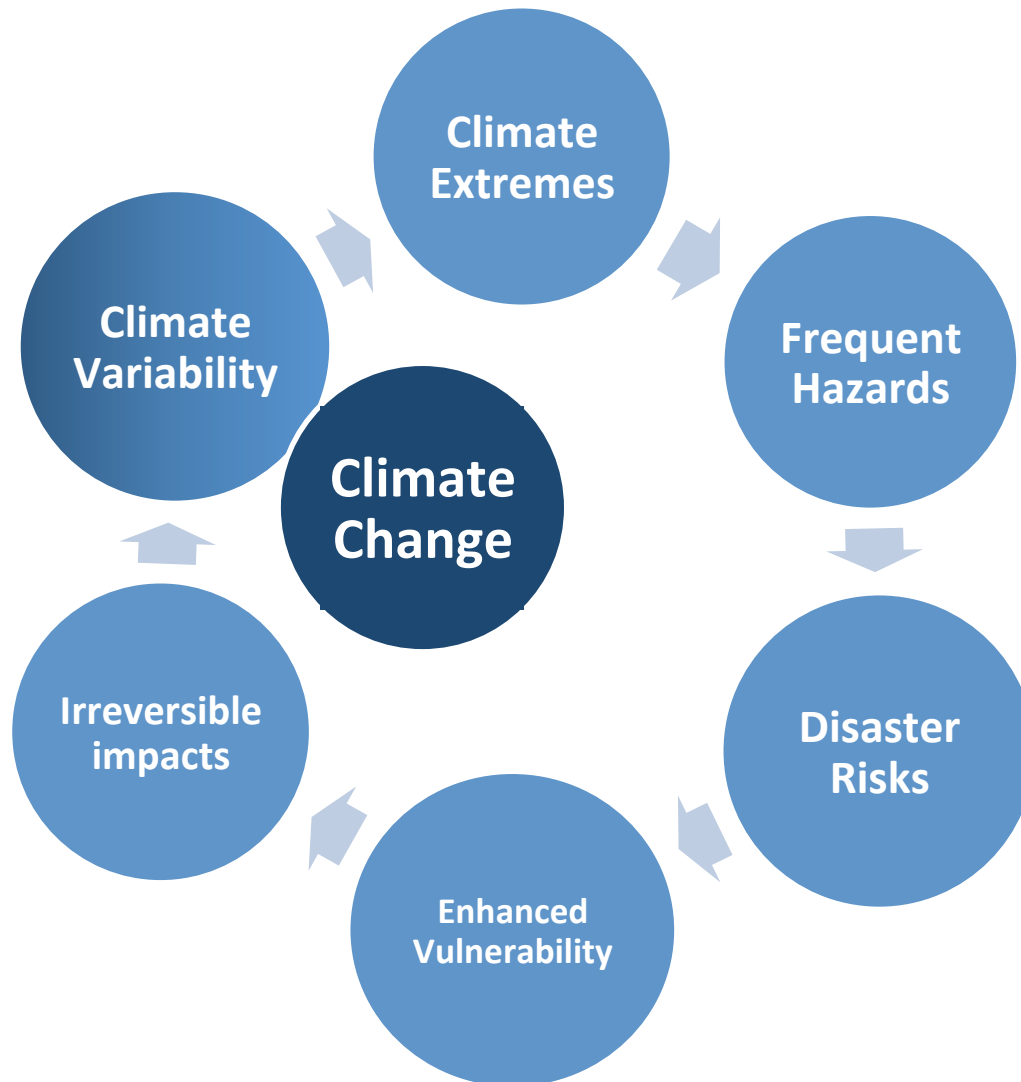 Climate
Extremes
Frequent
Hazards
Disaster
Risks
Enhanced
Vulnerability
Irreversible
impacts
Climate
Variability
Climate
Change